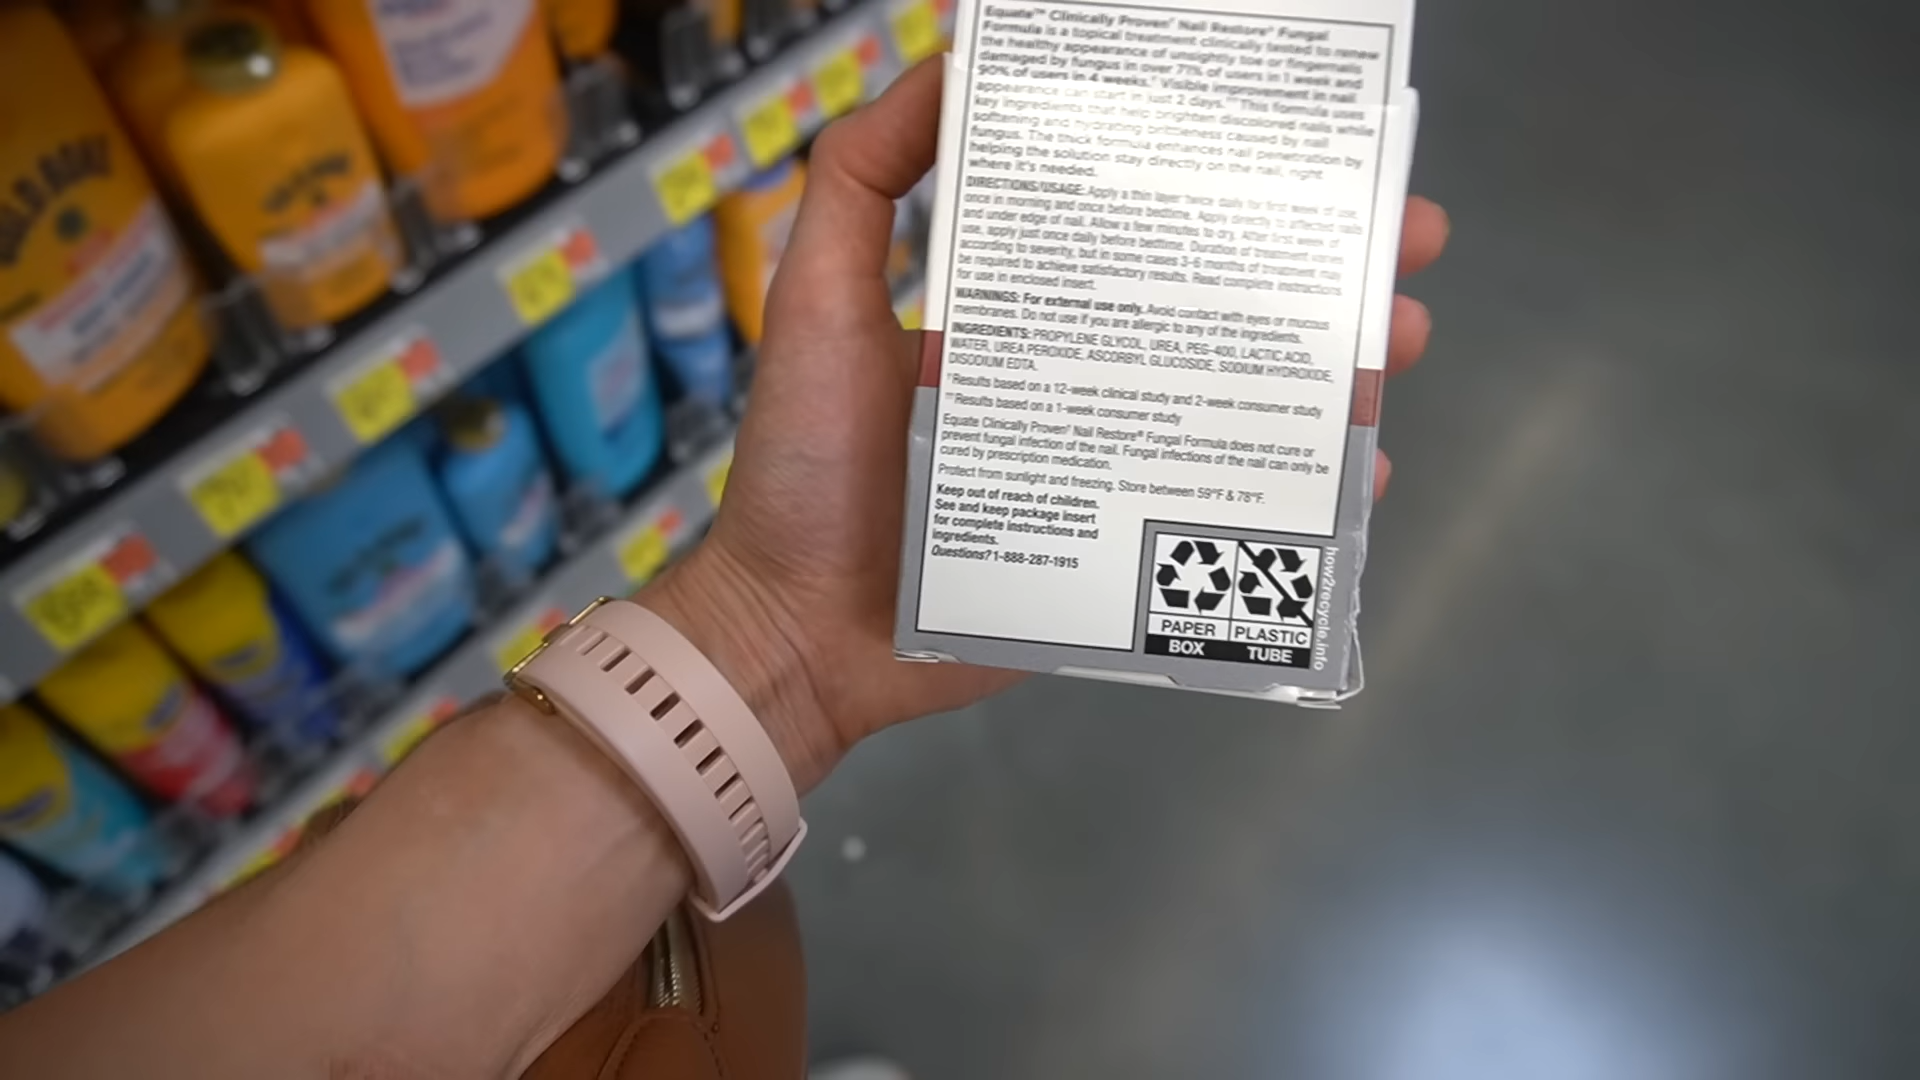 Equate™ Clinically Proven* Nail Restore® Fungal
Formula is a topical treatment clinically tested to renew
the healthy appearance of unsightly toe or fingernails
damaged by fungus in over 71% of users in 1 week and
90% of users in 4 weeks.* Visible improvement in nail
appearance can start in just 2 days.** This formula uses
key ingredients that help brighten discolored nails while
softening and hydrating brittleness caused by nail
fungus. The thick formula enhances nail penetration by
helping the solution stay directly on the nail, right
where it's needed.
DIRECTIONS/USAGE: Apply a thin layer twice daily for first week of use,
once in morning and once before bedtime. Apply directly to affected nails
and under edge of nail. Allow a few minutes to dry. After first week of
use, apply just once daily before bedtime. Duration of treatment varies
according to severity, but in some cases 3-6 months of treatment may
be required to achieve satisfactory results. Read complete instructions
for use in enclosed insert.
WARNINGS: For external use only. Avoid contact with eyes or mucous
membranes. Do not use if you are allergic to any of the ingredients.
INGREDIENTS: PROPYLENE GLYCOL, UREA, PEG-400, LACTIC ACID,
WATER, UREA PEROXIDE, ASCORBYL GLUCOSIDE, SODIUM HYDROXIDE,
DISODIUM EDTA.
*Results based on a 12-week clinical study and 2-week consumer study
**Results based on a 1-week consumer study
Equate Clinically Proven* Nail Restore® Fungal Formula does not cure or
prevent fungal infection of the nail. Fungal infections of the nail can only be
cured by prescription medication.
Protect from sunlight and freezing. Store between 59°F & 78°F.
Keep out of reach of children.
See and keep package insert
for complete instructions and
ingredients.
Questions? 1-888-287-1915
PAPER
BOX
PLASTIC
TUBE
how2recycle.info